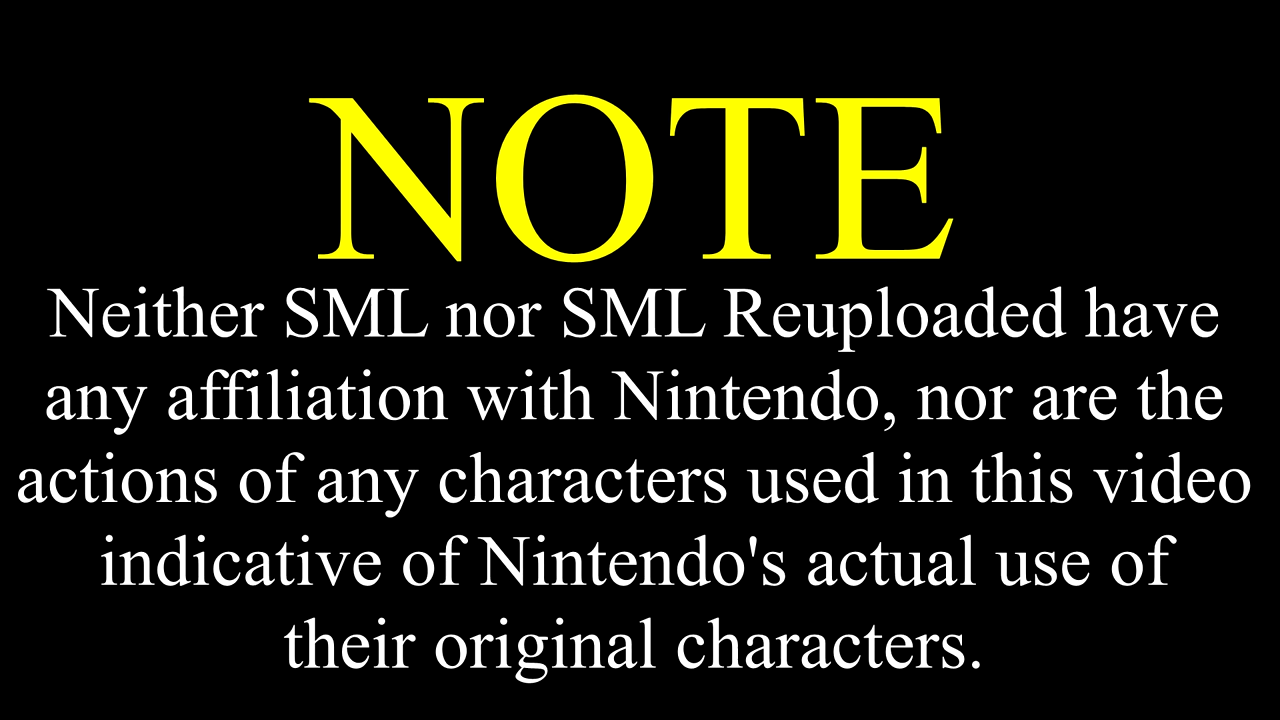 NOTE
Neither SML nor SML Reuploaded have
any affiliation with Nintendo, nor are the
actions of any characters used in this video
indicative of Nintendo's actual use of
their original characters.